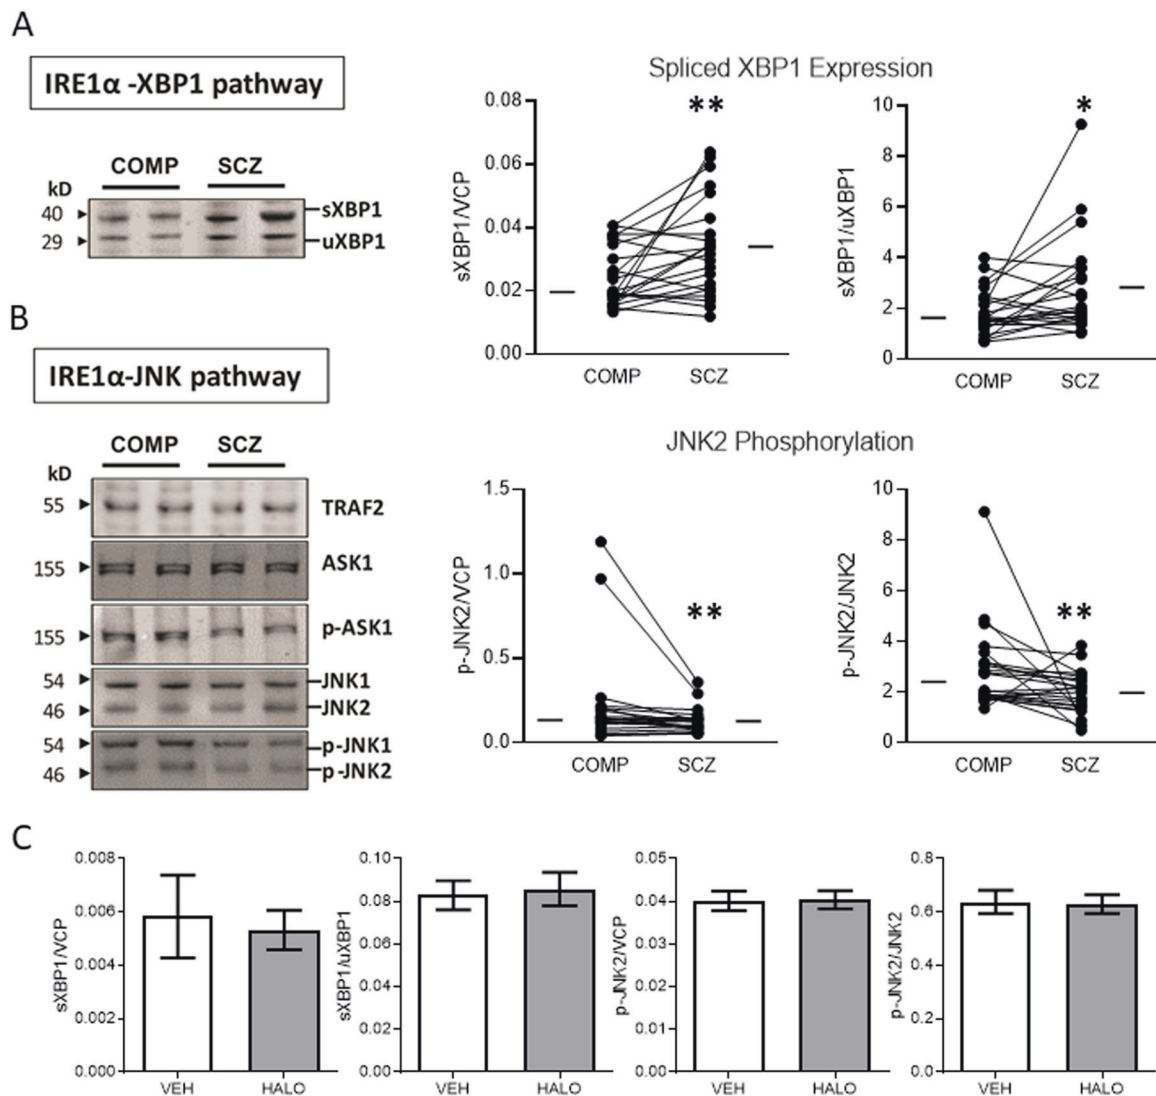 A
IRE1α -XBP1 pathway
COMP SCZ
kD
40
29
sXBP1
uXBP1
Spliced XBP1 Expression
sXBP1/VCP
0.08
0.06
0.04
0.02
0.00
**
COMP SCZ
sXBP1/uXBP1
10
8
6
4
2
0
*
COMP SCZ
B
IRE1α-JNK pathway
COMP SCZ
kD
55
TRAF2
155
ASK1
155
p-ASK1
54
JNK1
46
JNK2
54
p-JNK1
46
p-JNK2
JNK2 Phosphorylation
p-JNK2/VCP
1.5
1.0
0.5
0.0
**
COMP SCZ
p-JNK2/JNK2
10
8
6
4
2
0
**
COMP SCZ
C
sXBP1/VCP
0.008
0.006
0.004
0.002
0.000
VEH HALO
sXBP1/uXBP1
0.10
0.08
0.06
0.04
0.02
0.00
VEH HALO
p-JNK2/VCP
0.05
0.04
0.03
0.02
0.01
0.00
VEH HALO
p-JNK2/JNK2
0.8
0.6
0.4
0.2
0.0
VEH HALO